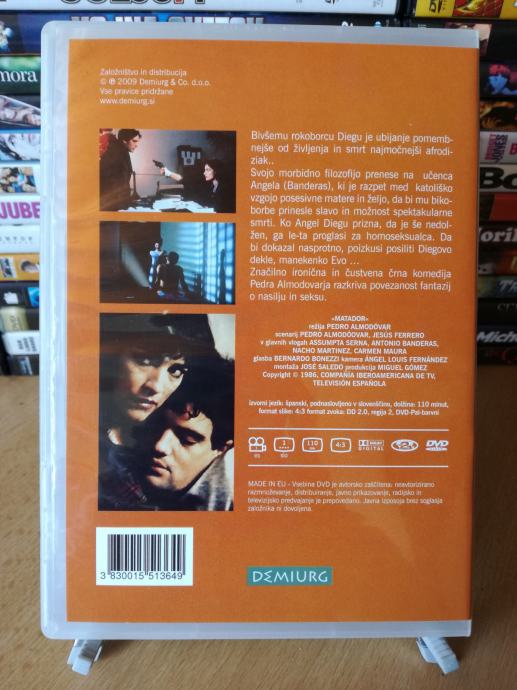 Založništvo in distribucija
© ℗ 2009 Demiurg & Co. d.o.o.
Vse pravice pridržane
www.demiurg.si
Bivšemu rokoborcu Diegu je ubijanje pomemb-
nejše od življenja in smrt najmočnejši afrodi-
ziak..
Svojo morbidno filozofijo prenese na učenca
Angela (Banderas), ki je razpet med katoliško
vzgojo posesivne matere in željo, da bi mu biko-
borbe prinesle slavo in možnost spektakularne
smrti. Ko Angel Diegu prizna, da je še nedol-
žen, ga le-ta proglasi za homoseksualca. Da
bi dokazal nasprotno, poizkusi posiliti Diegovo
dekle, manekenko Evo ...
Značilno ironična in čustvena črna komedija
Pedra Almodovarja razkriva povezanost fantazij
o nasilju in seksu.
»MATADOR»
režija PEDRO ALMODÓVAR
scenarij PEDRO ALMODÓOVAR, JESÚS FERRERO
v glavnih vlogah ASSUMPTA SERNA, ANTONIO BANDERAS,
NACHO MARTINEZ, CARMEN MAURA
glasba BERNARDO BONEZZI kamera ÁNGEL LOUIS FERNÁNDEZ
montaža JOSÉ SALEDO produkcija MIGUEL GÓMEZ
Copyright © 1986, COMPAÑIA IBEROAMERICANA DE TV,
TELEVISIÓN ESPAÑOLA
izvorni jezik: španski, podnaslovljeno v slovenščino, dolžina: 110 minut,
format slike: 4:3 format zvoka: DD 2.0, regija 2, DVD-Pal-barvni
es
1
slo
110
min
4:3
DOLBY
DIGITAL
2
DVD
MADE IN EU - Vsebina DVD je avtorsko zaščitena: neavtorizirano
razmnoževanje, distribuiranje, javno prikazovanje, radijsko in
televizijsko predvajanje je prepovedano. Javna izposoja brez soglasja
založnika ni dovoljena.
3 830015 513649
DEMIURG